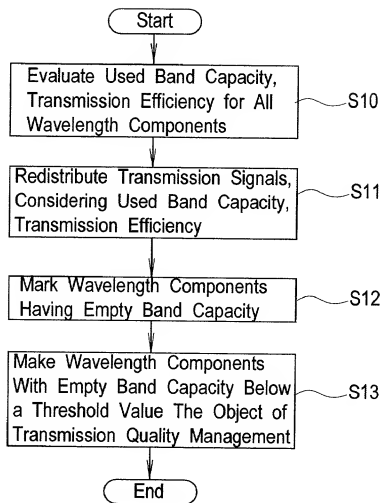 Start
Evaluate Used Band Capacity,
Transmission Efficiency for All
Wavelength Components
S10
Redistribute Transmission Signals,
Considering Used Band Capacity,
Transmission Efficiency
S11
Mark Wavelength Components
Having Empty Band Capacity
S12
Make Wavelength Components
With Empty Band Capacity Below
a Threshold Value The Object of
Transmission Quality Management
S13
End